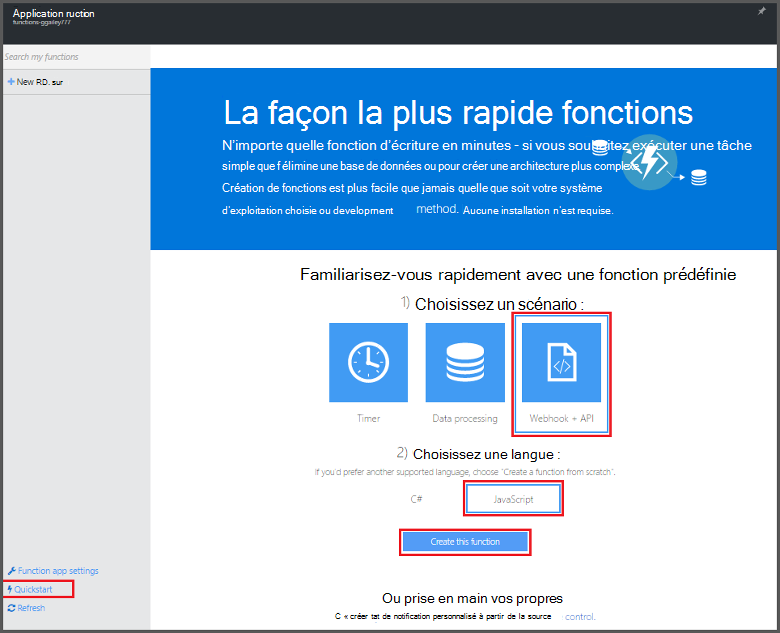 Application ruction
functions-ggailey777
Search my functions
+ New RD. sur
La façon la plus rapide fonctions
N'importe quelle fonction d'écriture en minutes - si vous souhaitez exécuter une tâche
simple que f élimine une base de données ou pour créer une architecture plus complexe.
Création de fonctions est plus facile que jamais quelle que soit votre système
d'exploitation choisie ou development method. Aucune installation n'est requise.
Familiarisez-vous rapidement avec une fonction prédéfinie
1) Choisissez un scénario :
Timer Data processing Webhook + API
2) Choisissez une langue :
If you'd prefer another supported language, choose "Create a function from scratch".
C# JavaScript
Create this function
Function app settings
Quickstart
Refresh
Ou prise en main vos propres
C « créer tat de notification personnalisé à partir de la source control.